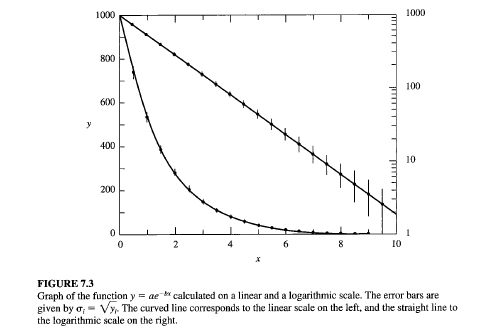 1000
1000
800
100
600
y
400
10
200
0
1
0
2
4
6
8
10
x
FIGURE 7.3
Graph of the function y = ae^{-bx} calculated on a linear and a logarithmic scale. The error bars are
given by σᵢ = √yᵢ. The curved line corresponds to the linear scale on the left, and the straight line to
the logarithmic scale on the right.